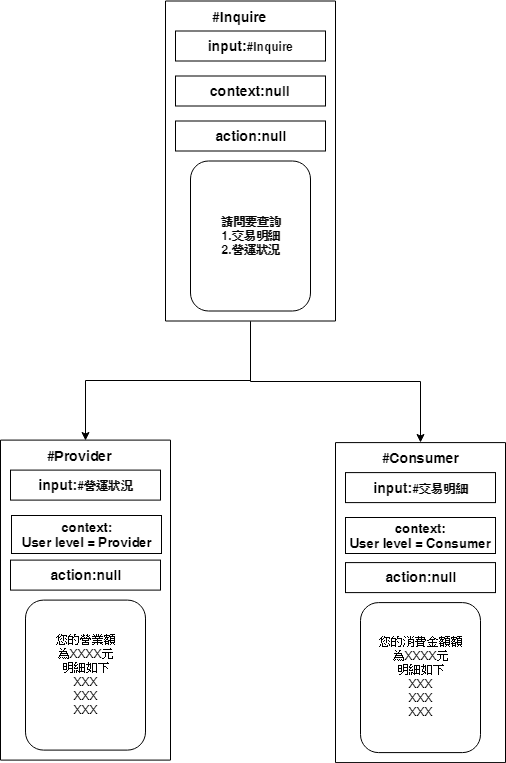 #Inquire
input:#Inquire
context:null
action:null
請問要查詢
1.交易明細
2.營運狀況
#Provider
input:#營運狀況
context:
User level = Provider
action:null
您的營業額
為XXXX元
明細如下
XXX
XXX
XXX
#Consumer
input:#交易明細
context:
User level = Consumer
action:null
您的消費金額額
為XXXX元
明細如下
XXX
XXX
XXX